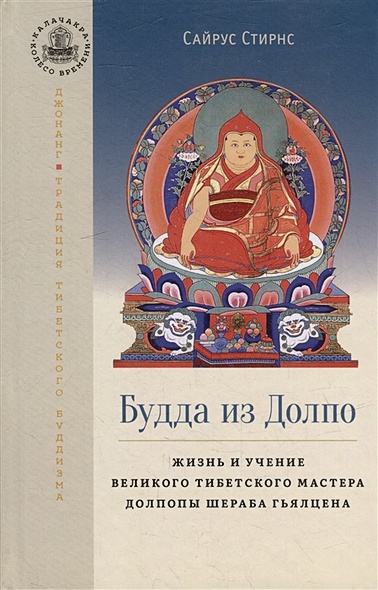 КАЛАЧАКРА
КОЛЕСО ВРЕМЕНИ
ДЖОНАНГ ТРАДИЦИЯ ТИБЕТСКОГО БУДДИЗМА
САЙРУС СТИРНС
Будда из Долпо
ЖИЗНЬ И УЧЕНИЕ
ВЕЛИКОГО ТИБЕТСКОГО МАСТЕРА
ДОЛПОПЫ ШЕРАБА ГЬЯЛЦЕНА